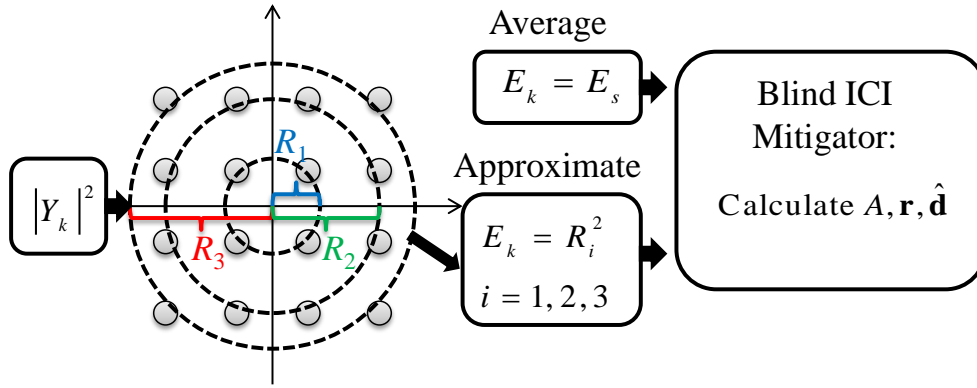 Average
E_k = E_s
Blind ICI
Mitigator:
Calculate A, r, d̂
R_1
Approximate
|Y_k|^2
R_3
R_2
E_k = R_i^2
i = 1, 2, 3